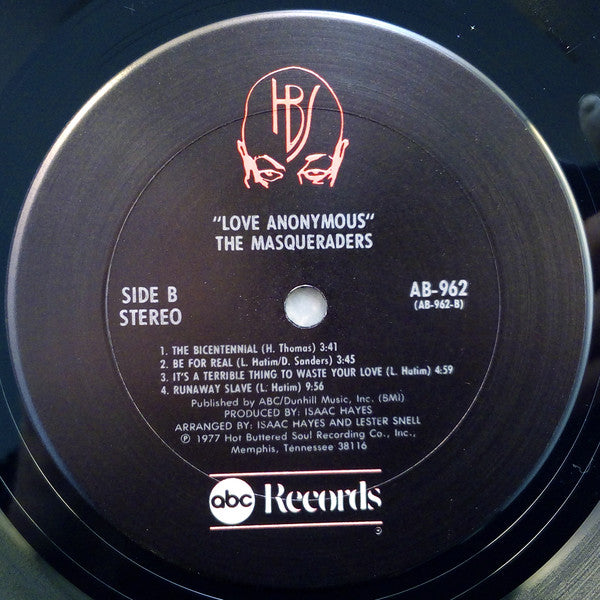 HBS
"LOVE ANONYMOUS"
THE MASQUERADERS
SIDE B
STEREO
AB-962
(AB-962-B)
1. THE BICENTENNIAL (H. Thomas) 3:41
2. BE FOR REAL (L. Hatim/D. Sanders) 3:45
3. IT'S A TERRIBLE THING TO WASTE YOUR LOVE (L. Hatim) 4:59
4. RUNAWAY SLAVE (L. Hatim) 9:56
Published by ABC/Dunhill Music, Inc. (BMI)
PRODUCED BY: ISAAC HAYES
ARRANGED BY: ISAAC HAYES AND LESTER SNELL
℗ 1977 Hot Buttered Soul Recording Co., Inc.,
Memphis, Tennessee 38116
abc Records